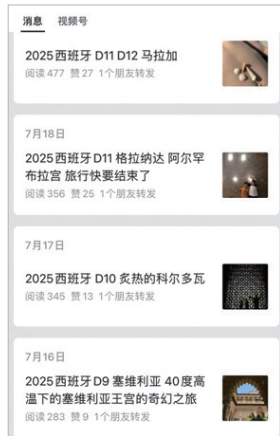 消息 视频号
2025西班牙 D11 D12 马拉加
阅读 477 赞 27 1个朋友转发
7月18日
2025西班牙 D11 格拉纳达 阿尔罕
布拉宫 旅行快要结束了
阅读 356 赞 25 1个朋友转发
7月17日
2025西班牙 D10 炙热的科尔多瓦
阅读 345 赞 13 1个朋友转发
7月16日
2025西班牙 D9 塞维利亚 40度高
温下的塞维利亚王宫的奇幻之旅
阅读 283 赞 9 1个朋友转发